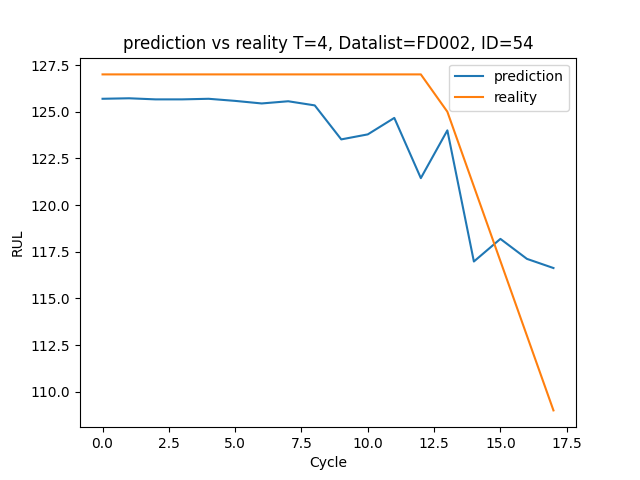 prediction vs reality T=4, Datalist=FD002, ID=54
prediction
reality
RUL
127.5
125.0
122.5
120.0
117.5
115.0
112.5
110.0
0.0 2.5 5.0 7.5 10.0 12.5 15.0 17.5
Cycle